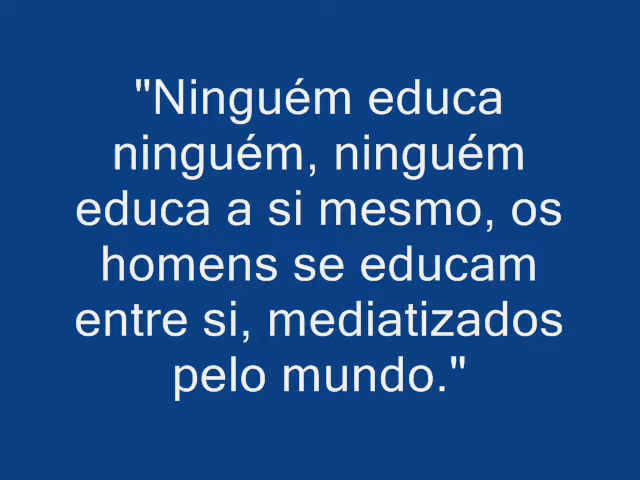 "Ninguém educa
ninguém, ninguém
educa a si mesmo, os
homens se educam
entre si, mediatizados
pelo mundo."